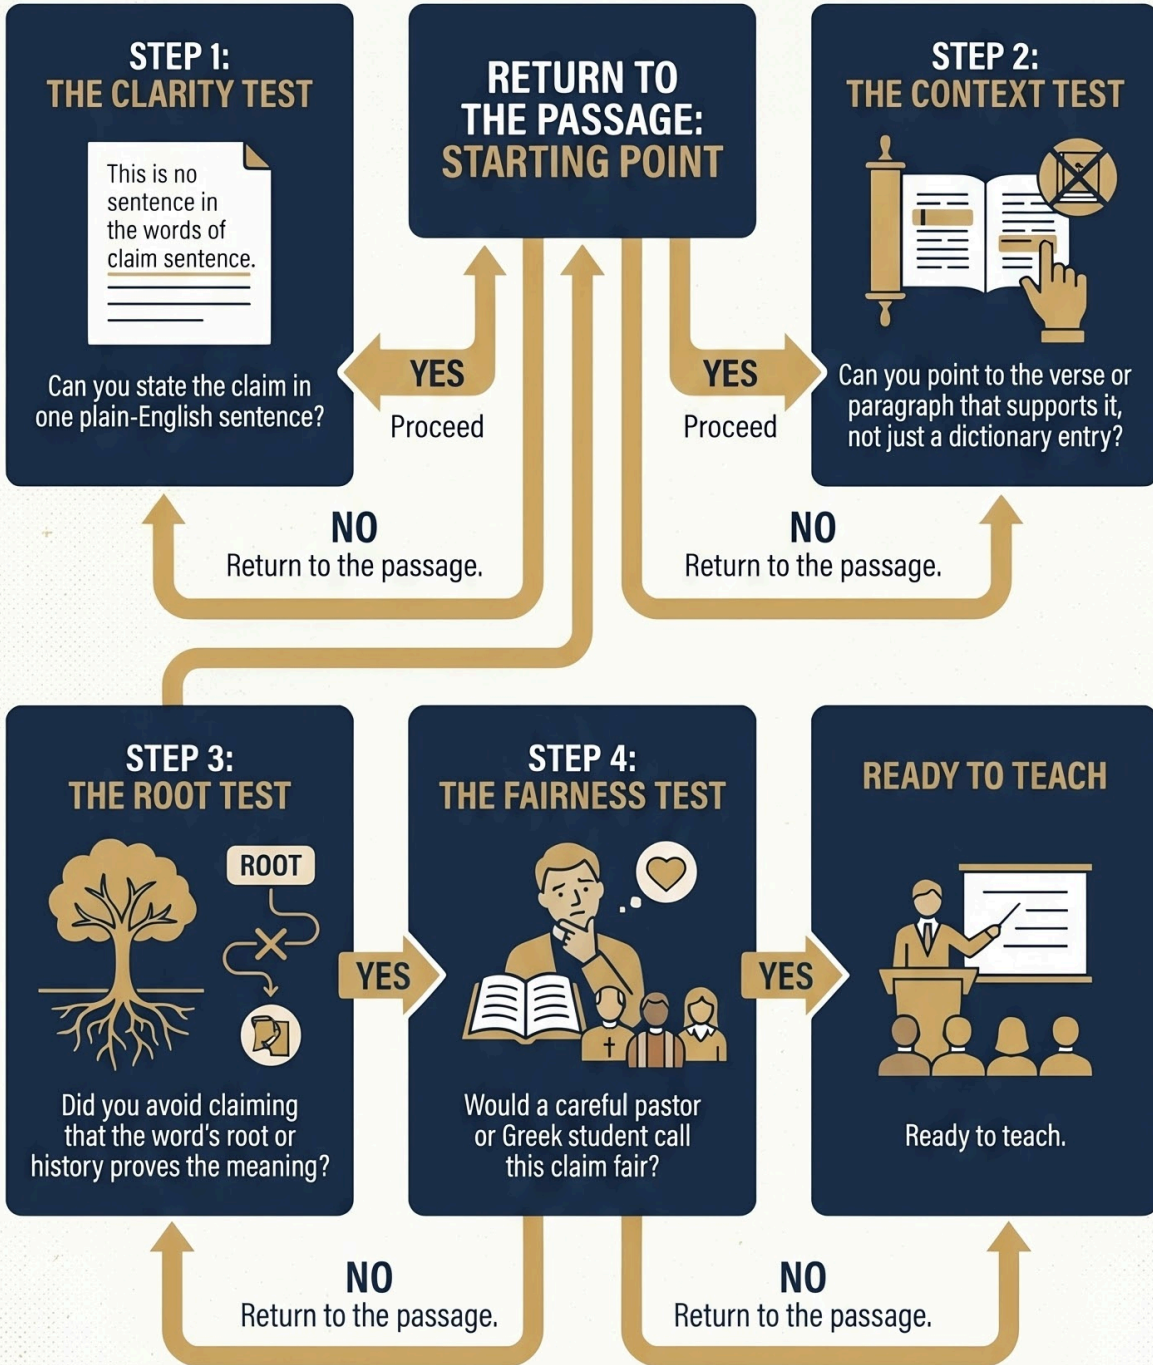 STEP 1:
THE CLARITY TEST
This is no
sentence in
the words of
claim sentence.
Can you state the claim in
one plain-English sentence?
RETURN TO
THE PASSAGE:
STARTING POINT
STEP 2:
THE CONTEXT TEST
Can you point to the verse or
paragraph that supports it,
not just a dictionary entry?
YES
Proceed
YES
Proceed
NO
Return to the passage.
NO
Return to the passage.
STEP 3:
THE ROOT TEST
ROOT
Did you avoid claiming
that the word's root or
history proves the meaning?
YES
STEP 4:
THE FAIRNESS TEST
Would a careful pastor
or Greek student call
this claim fair?
YES
READY TO TEACH
Ready to teach.
NO
Return to the passage.
NO
Return to the passage.